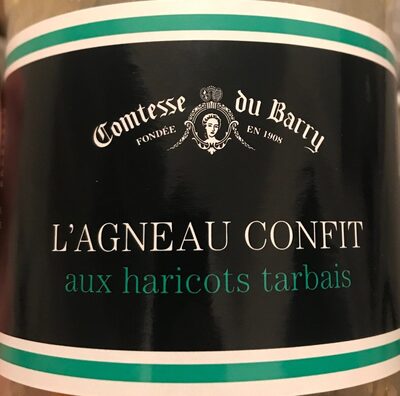 Comtesse du Barry
FONDÉE EN 1908
L'AGNEAU CONFIT
aux haricots tarbais